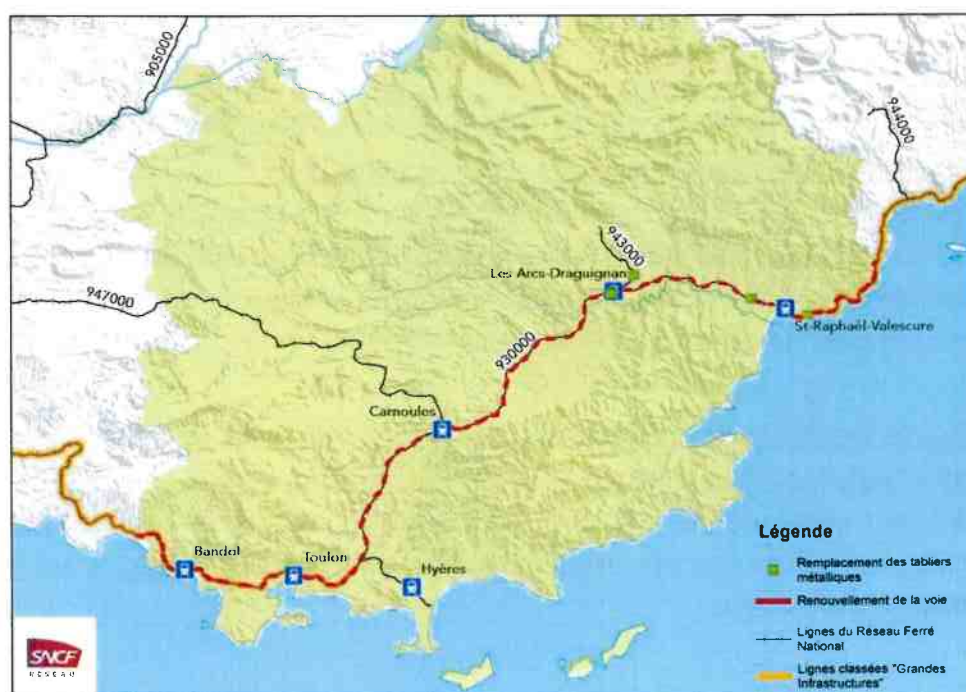 905000
944000
943000
Les Arcs-Draguignan
947000
St-Raphaël-Valescure
930000
Carnoules
Bandol
Toulon
Hyères
Légende
Remplacement des tabliers
métalliques
Renouvellement de la voie
Lignes du Réseau Ferré
National
Lignes classées "Grandes
Infrastructures"
SNCF
RÉSEAU